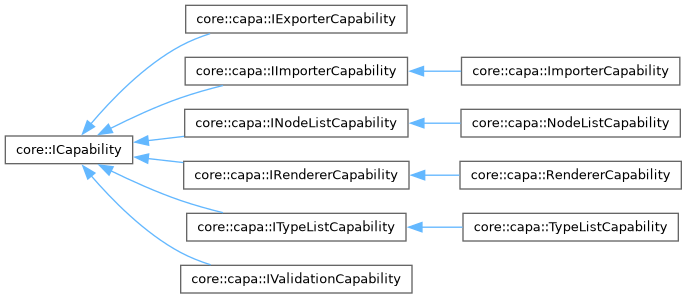 core::capa::IExporterCapability
core::capa::IImporterCapability
core::capa::ImporterCapability
core::capa::INodeListCapability
core::capa::NodeListCapability
core::ICapability
core::capa::IRendererCapability
core::capa::RendererCapability
core::capa::ITypeListCapability
core::capa::TypeListCapability
core::capa::IValidationCapability